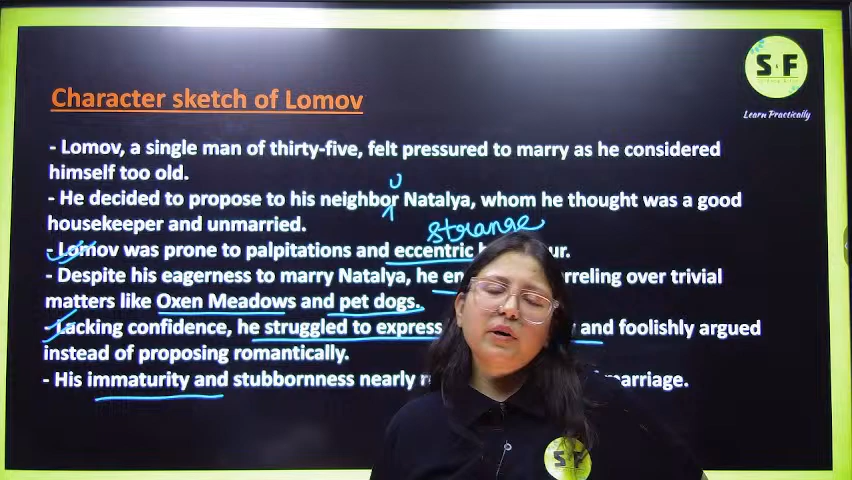 S F
Learn Practically
Character sketch of Lomov
- Lomov, a single man of thirty-five, felt pressured to marry as he considered
himself too old.
u
- He decided to propose to his neighbor Natalya, whom he thought was a good
housekeeper and unmarried.
strange
- Lomov was prone to palpitations and eccentric
- Despite his eagerness to marry Natalya, he over trivial
matters like Oxen Meadows and pet dogs.
- Lacking confidence, he struggled to express and foolishly argued
instead of proposing romantically.
- His immaturity and stubbornness nearly marriage.
S F